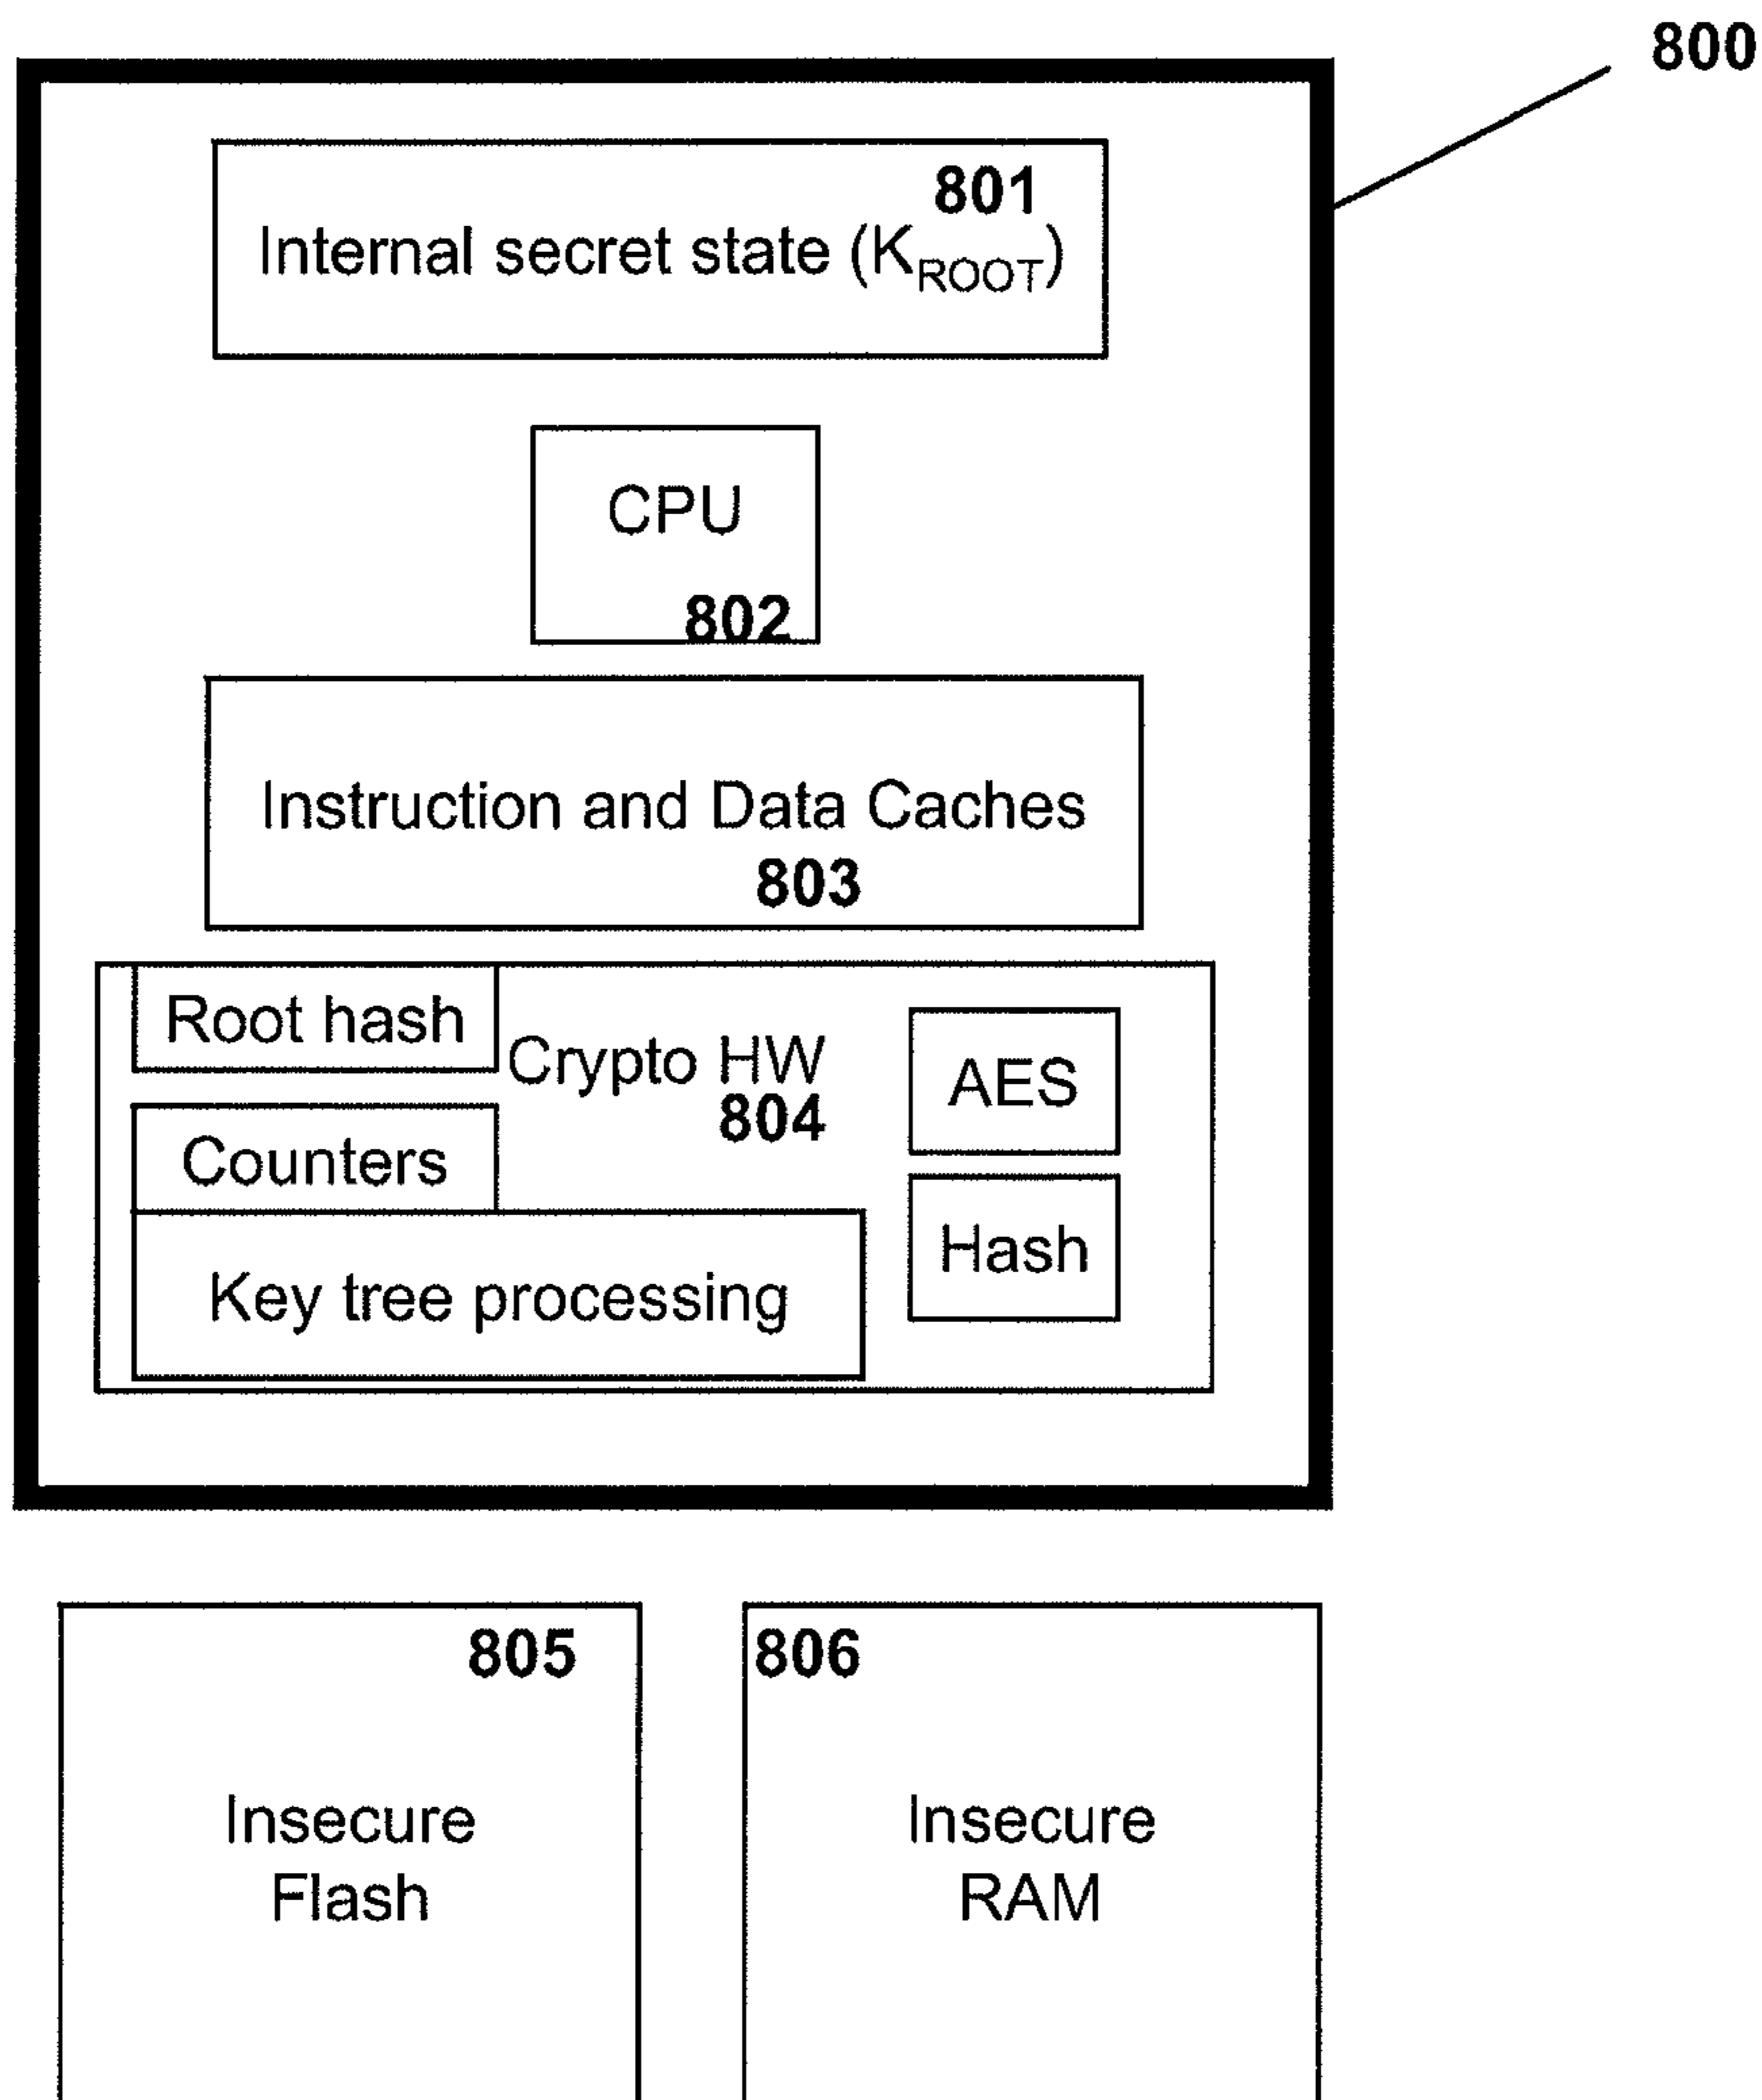 800
801
Internal secret state (K_ROOT)
CPU
802
Instruction and Data Caches
803
Root hash
Crypto HW
804
AES
Counters
Hash
Key tree processing
805
806
Insecure
Flash
Insecure
RAM